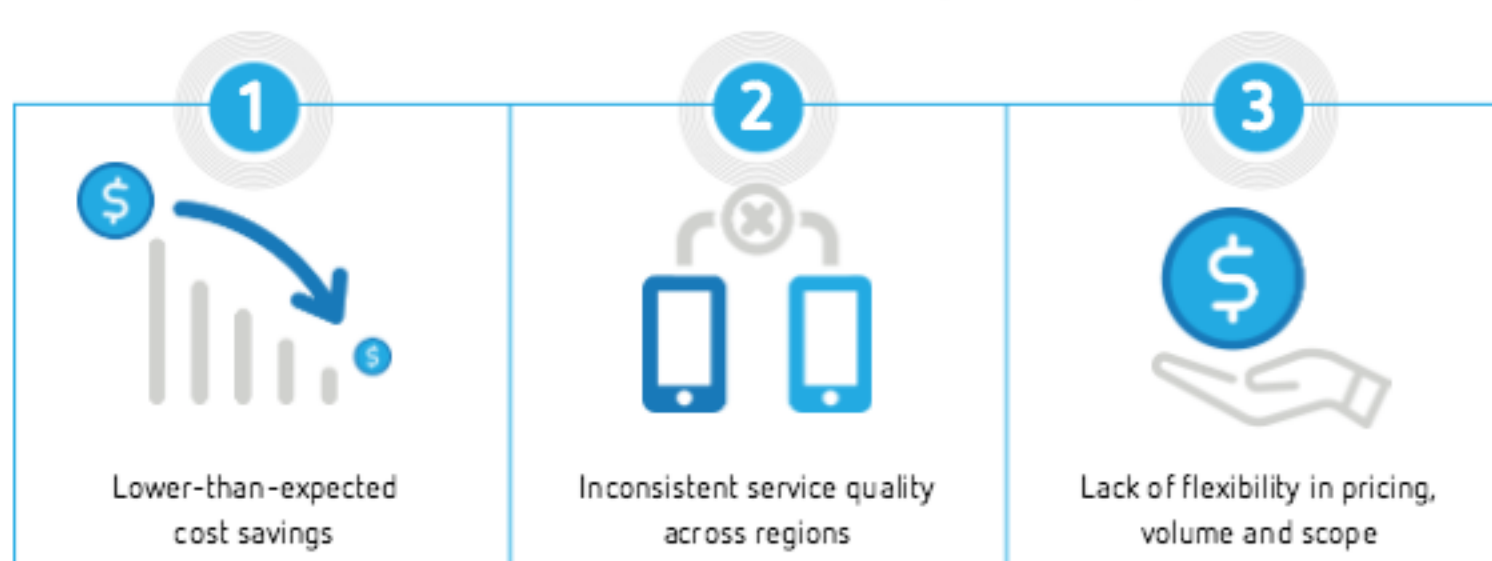 1
2
3
$
$
$
Lower-than-expected
cost savings
Inconsistent service quality
across regions
Lack of flexibility in pricing,
volume and scope